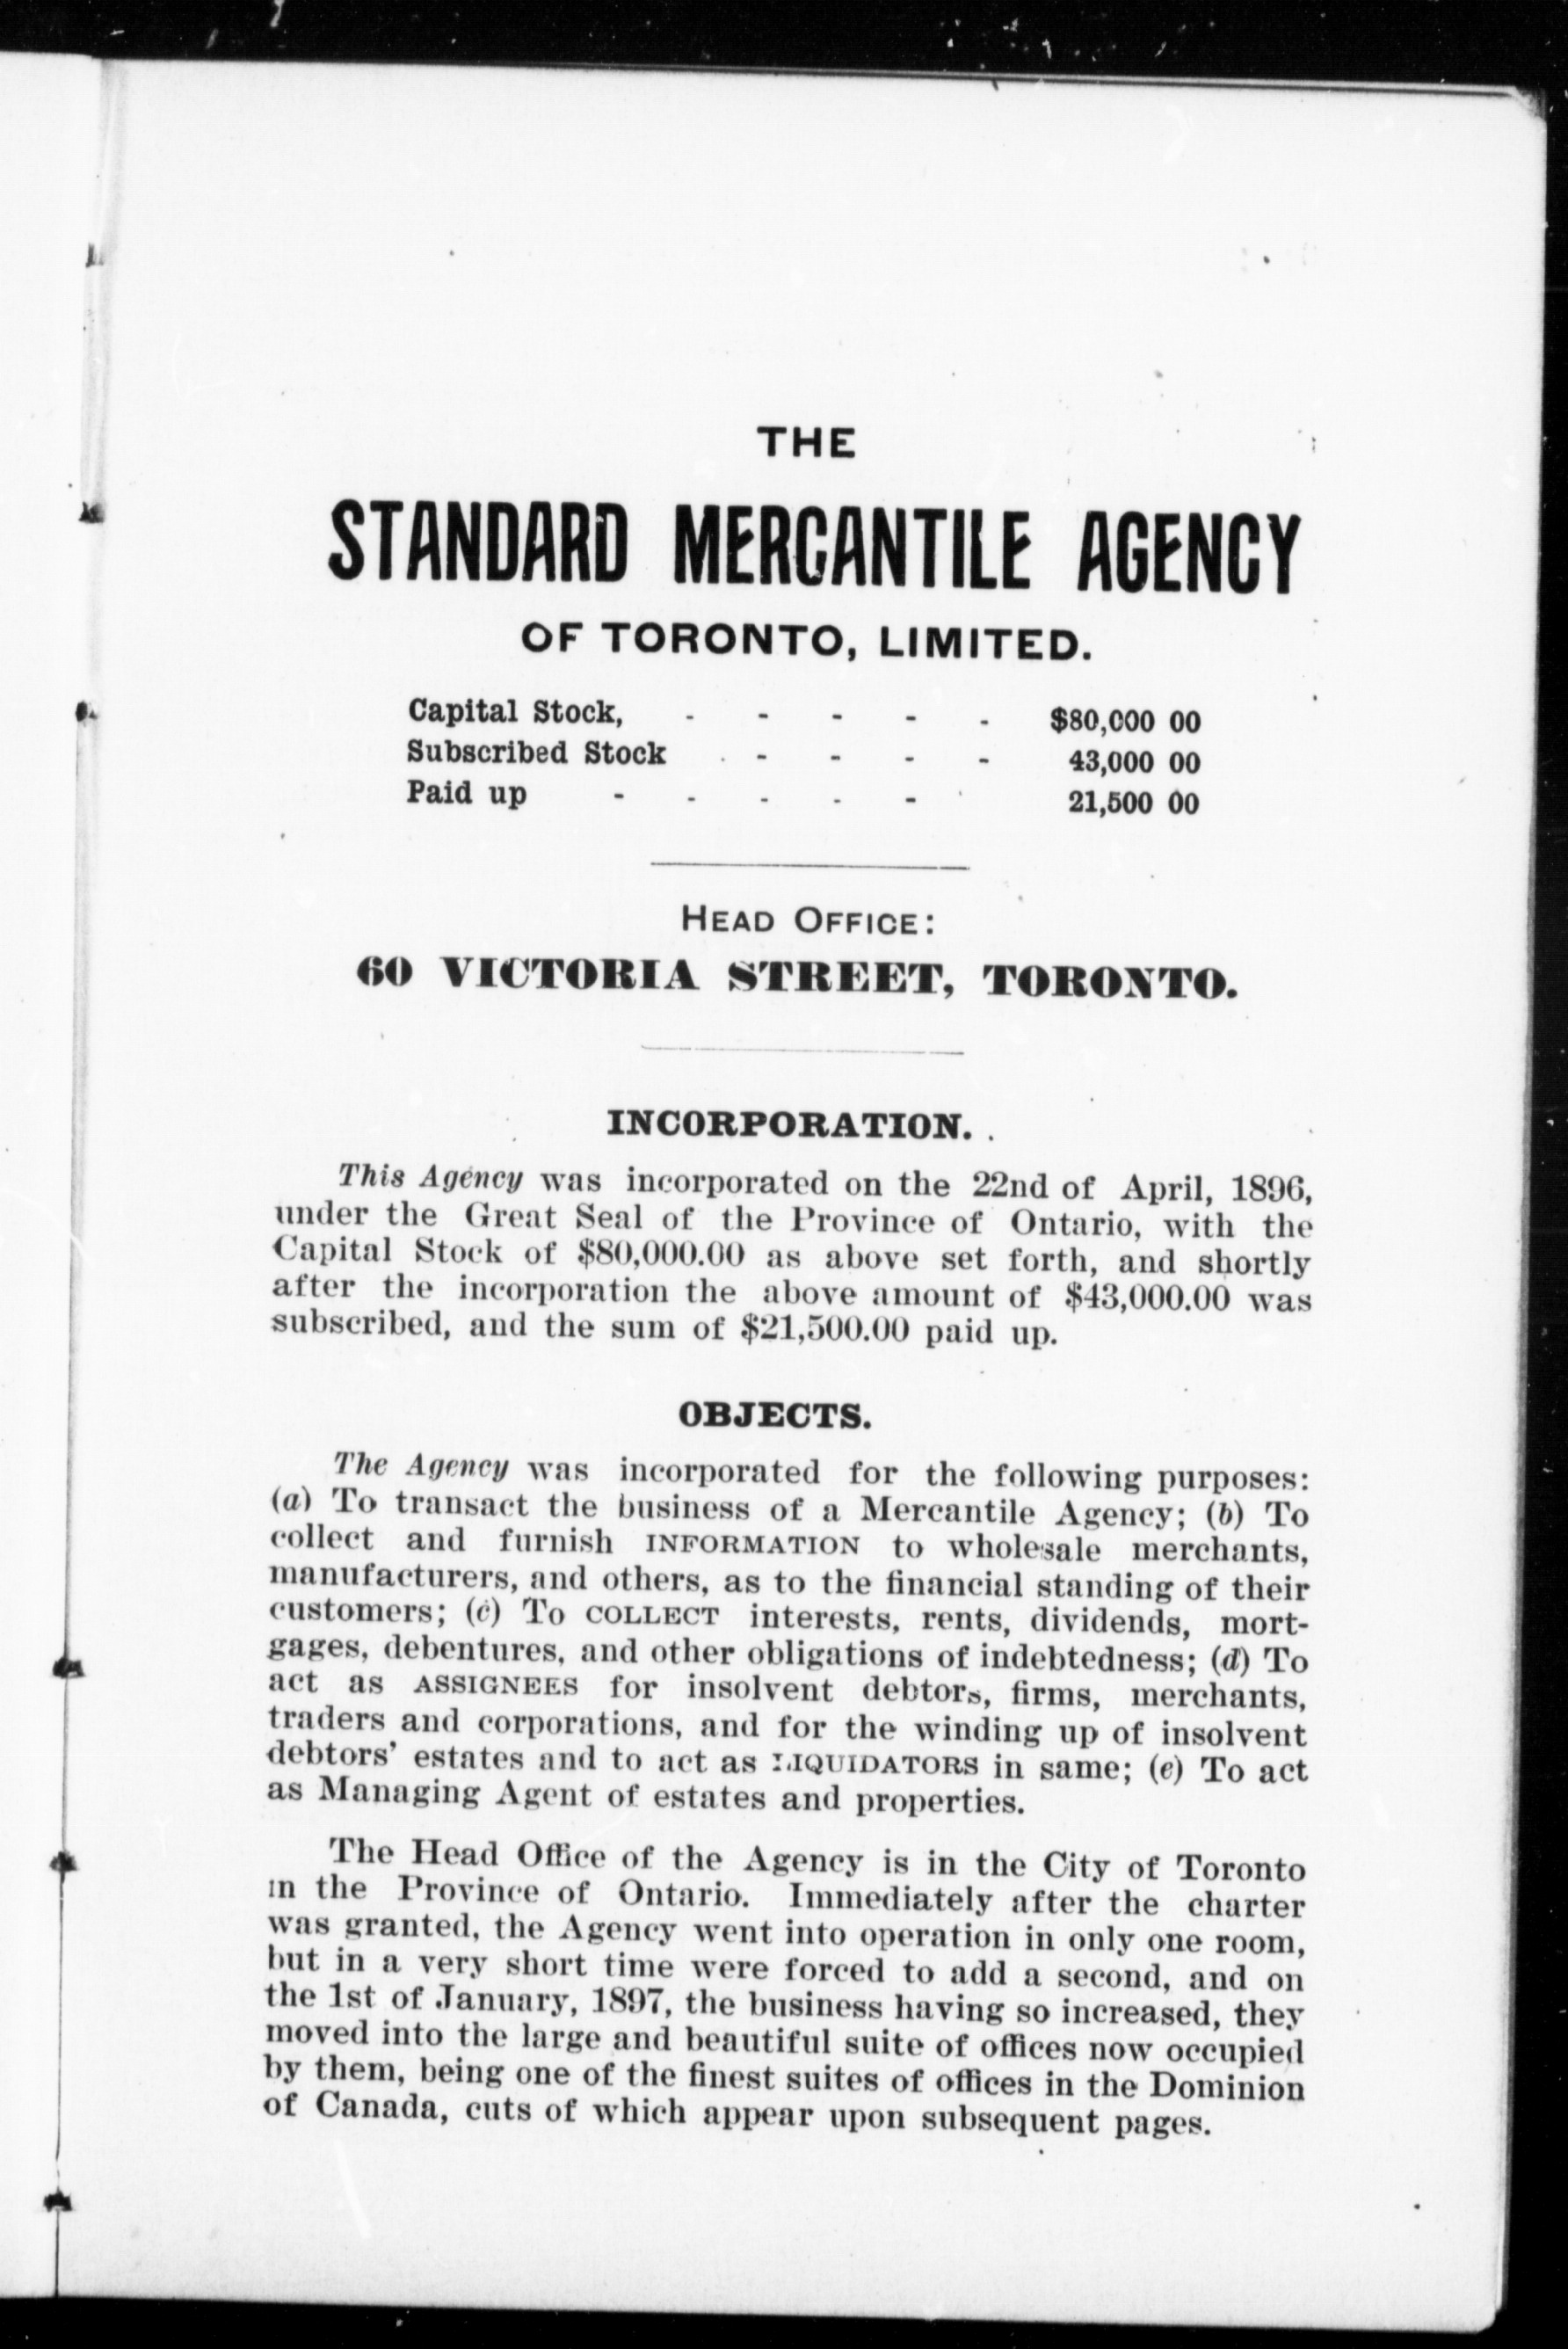 THE
STANDARD MERCANTILE AGENCY
OF TORONTO, LIMITED.
Capital Stock, - - - - - $80,000 00
Subscribed Stock - - - - 43,000 00
Paid up - - - - - 21,500 00
HEAD OFFICE:
60 VICTORIA STREET, TORONTO.
INCORPORATION.
This Agency was incorporated on the 22nd of April, 1896,
under the Great Seal of the Province of Ontario, with the
Capital Stock of $80,000.00 as above set forth, and shortly
after the incorporation the above amount of $43,000.00 was
subscribed, and the sum of $21,500.00 paid up.
OBJECTS.
The Agency was incorporated for the following purposes:
(a) To transact the business of a Mercantile Agency; (b) To
collect and furnish INFORMATION to wholesale merchants,
manufacturers, and others, as to the financial standing of their
customers; (c) To COLLECT interests, rents, dividends, mort-
gages, debentures, and other obligations of indebtedness; (d) To
act as ASSIGNEES for insolvent debtors, firms, merchants,
traders and corporations, and for the winding up of insolvent
debtors' estates and to act as LIQUIDATORS in same; (e) To act
as Managing Agent of estates and properties.
The Head Office of the Agency is in the City of Toronto
in the Province of Ontario. Immediately after the charter
was granted, the Agency went into operation in only one room,
but in a very short time were forced to add a second, and on
the 1st of January, 1897, the business having so increased, they
moved into the large and beautiful suite of offices now occupied
by them, being one of the finest suites of offices in the Dominion
of Canada, cuts of which appear upon subsequent pages.